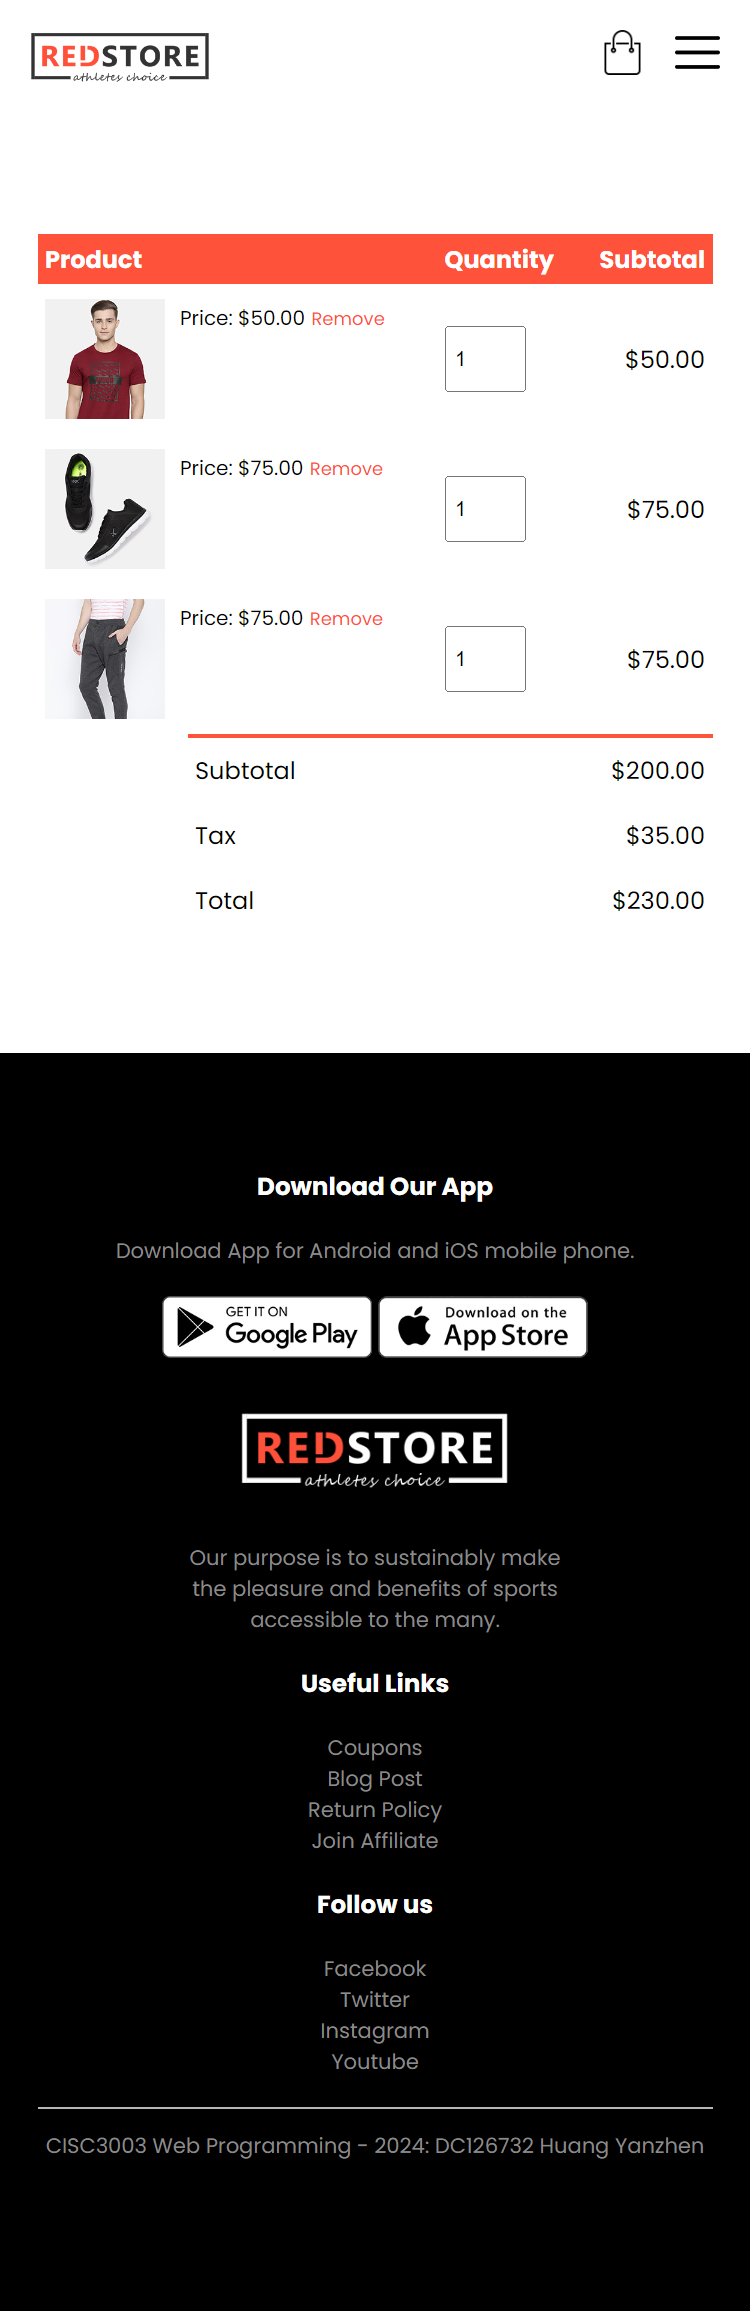 REDSTORE
athletes choice
Product Quantity Subtotal
Price: $50.00 Remove
1
$50.00
Price: $75.00 Remove
1
$75.00
Price: $75.00 Remove
1
$75.00
Subtotal $200.00
Tax $35.00
Total $230.00
Download Our App
Download App for Android and iOS mobile phone.
GET IT ON
Google Play
Download on the
App Store
REDSTORE
athletes choice
Our purpose is to sustainably make
the pleasure and benefits of sports
accessible to the many.
Useful Links
Coupons
Blog Post
Return Policy
Join Affiliate
Follow us
Facebook
Twitter
Instagram
Youtube
CISC3003 Web Programming - 2024: DC126732 Huang Yanzhen